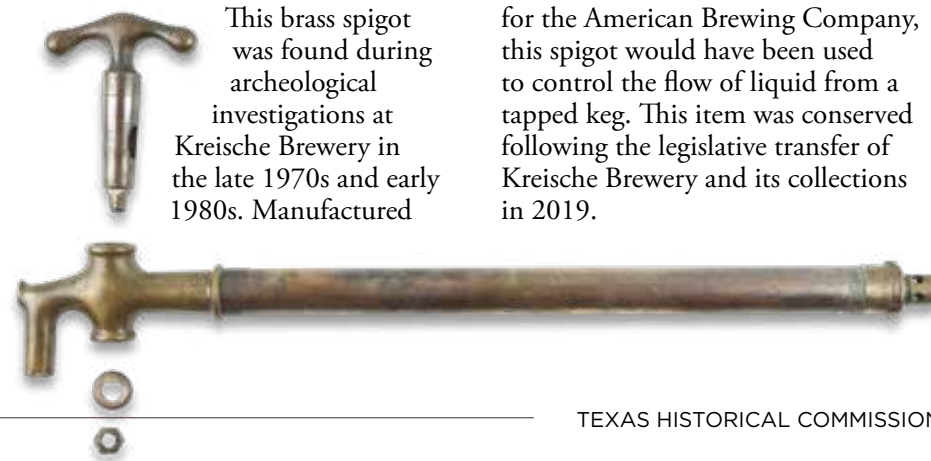 This brass spigot
was found during
archeological
investigations at
Kreische Brewery in
the late 1970s and early
1980s. Manufactured
for the American Brewing Company,
this spigot would have been used
to control the flow of liquid from a
tapped keg. This item was conserved
following the legislative transfer of
Kreische Brewery and its collections
in 2019.
TEXAS HISTORICAL COMMISSION